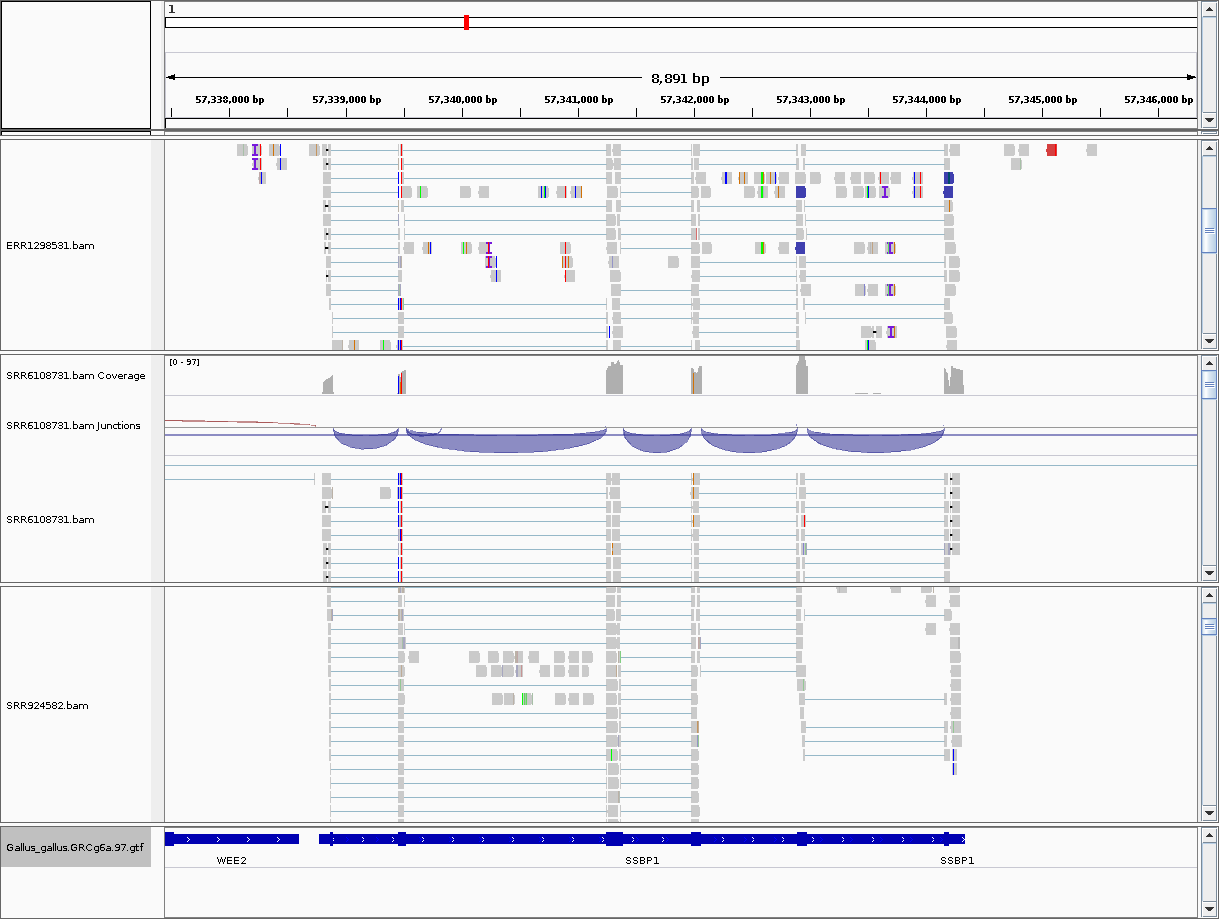 1
8,891 bp
57,338,000 bp 57,339,000 bp 57,340,000 bp 57,341,000 bp 57,342,000 bp 57,343,000 bp 57,344,000 bp 57,345,000 bp 57,346,000 bp
ERR1298531.bam
[0 - 97]
SRR6108731.bam Coverage
SRR6108731.bam Junctions
SRR6108731.bam
SRR924582.bam
Gallus_gallus.GRCg6a.97.gtf
WEE2 SSBP1 SSBP1